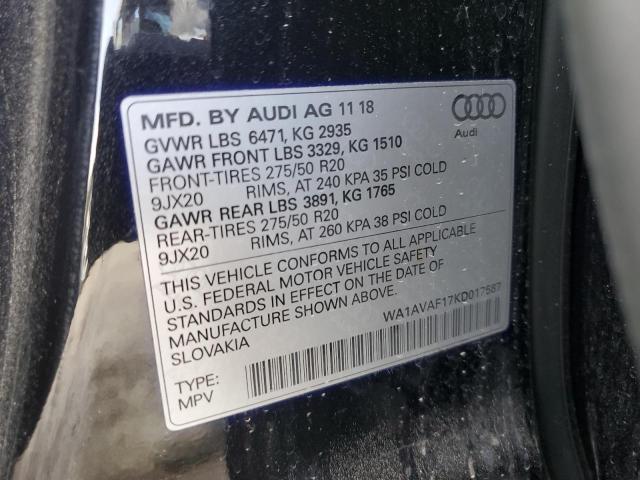 MFD. BY AUDI AG 11 18
GVWR LBS 6471, KG 2935
GAWR FRONT LBS 3329, KG 1510
FRONT-TIRES 275/50 R20
9JX20 RIMS, AT 240 KPA 35 PSI COLD
GAWR REAR LBS 3891, KG 1765
REAR-TIRES 275/50 R20
9JX20 RIMS, AT 260 KPA 38 PSI COLD
Audi
THIS VEHICLE CONFORMS TO ALL APPLICABLE
U.S. FEDERAL MOTOR VEHICLE SAFETY
STANDARDS IN EFFECT ON THE DATE OF
MANUFACTURE SHOWN ABOVE.
SLOVAKIA
WA1AVAF17KD017587
TYPE:
MPV